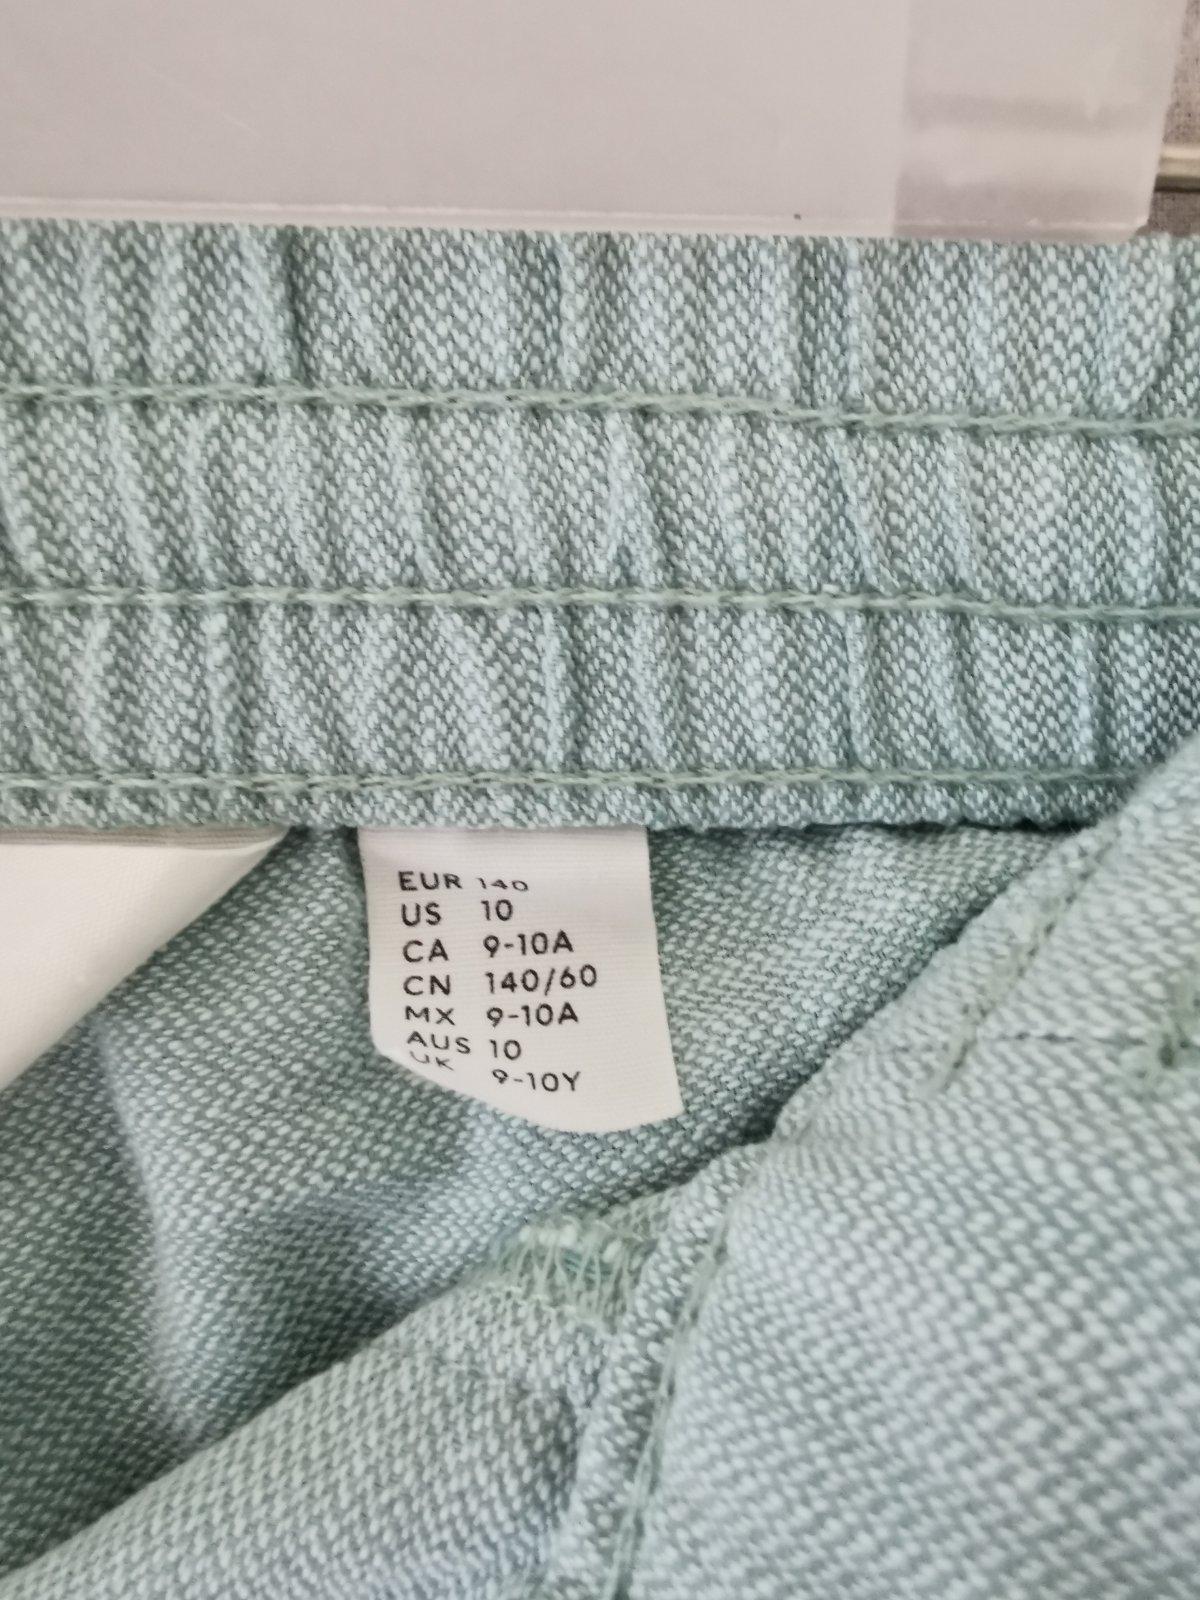 EUR 140
US 10
CA 9-10A
CN 140/60
MX 9-10A
AUS 10
UK 9-10Y